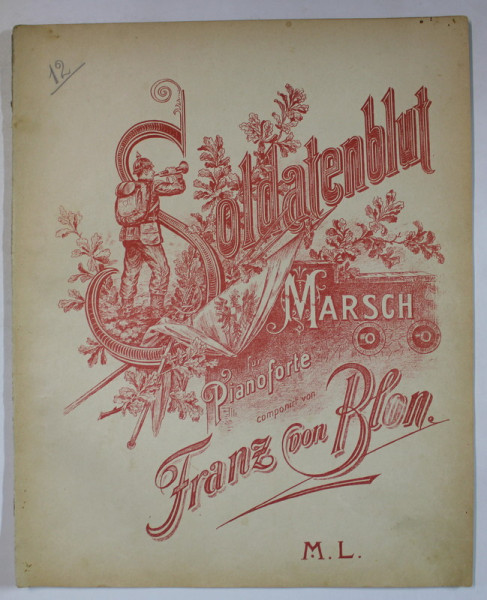 12
Soldatenblut
MARSCH
für
Pianoforte
componirt von
Franz von Blon.
M. L.